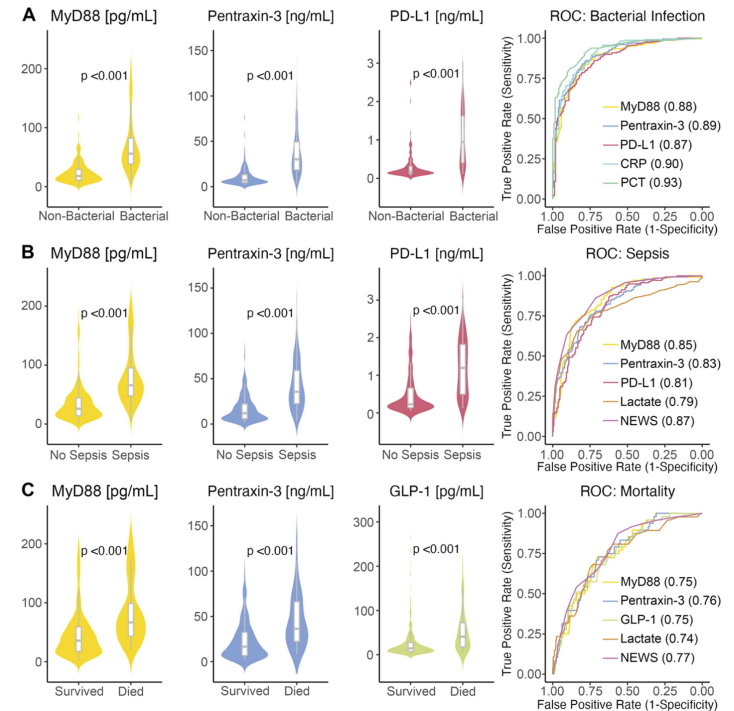 A
MyD88 [pg/mL]
Pentraxin-3 [ng/mL]
PD-L1 [ng/mL]
ROC: Bacterial Infection
200
100
0
p <0.001
Non-Bacterial Bacterial
150
100
50
0
p <0.001
Non-Bacterial Bacterial
3
2
1
0
p <0.001
Non-Bacterial Bacterial
True Positive Rate (Sensitivity)
1.00
0.75
0.50
0.25
0.00
MyD88 (0.88)
Pentraxin-3 (0.89)
PD-L1 (0.87)
CRP (0.90)
PCT (0.93)
1.00 0.75 0.50 0.25 0.00
False Positive Rate (1-Specificity)
B
MyD88 [pg/mL]
Pentraxin-3 [ng/mL]
PD-L1 [ng/mL]
ROC: Sepsis
200
100
0
p <0.001
No Sepsis Sepsis
150
100
50
0
p <0.001
No Sepsis Sepsis
3
2
1
0
p <0.001
No Sepsis Sepsis
True Positive Rate (Sensitivity)
1.00
0.75
0.50
0.25
0.00
MyD88 (0.85)
Pentraxin-3 (0.83)
PD-L1 (0.81)
Lactate (0.79)
NEWS (0.87)
1.00 0.75 0.50 0.25 0.00
False Positive Rate (1-Specificity)
C
MyD88 [pg/mL]
Pentraxin-3 [ng/mL]
GLP-1 [pg/mL]
ROC: Mortality
200
100
0
p <0.001
Survived Died
150
100
50
0
p <0.001
Survived Died
300
200
100
0
p <0.001
Survived Died
True Positive Rate (Sensitivity)
1.00
0.75
0.50
0.25
0.00
MyD88 (0.75)
Pentraxin-3 (0.76)
GLP-1 (0.75)
Lactate (0.74)
NEWS (0.77)
1.00 0.75 0.50 0.25 0.00
False Positive Rate (1-Specificity)